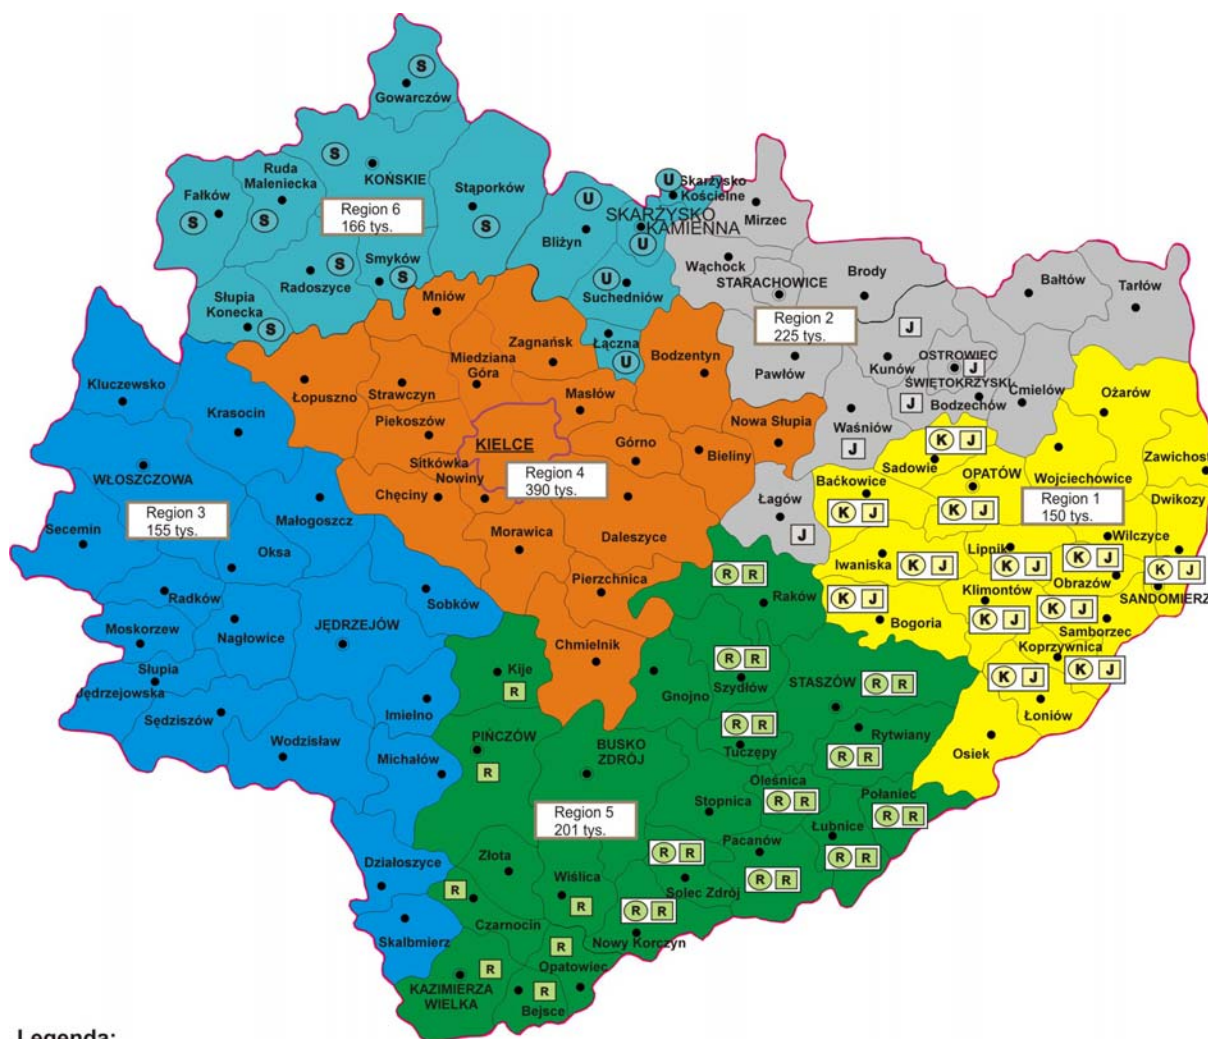 S
Gowarczów
S
KOŃSKIE
Ruda
Maleniecka
S
Fałków
S
Region 6
166 tys.
Stąporków
S
U
Skarżysko
Kościelne
U
SKARŻYSKO
KAMIENNA
U
Bliżyn
Mirzec
Radoszyce
S
Smyków
S
Słupia
Konecka
S
U
Suchedniów
Łączna
U
Wąchock
STARACHOWICE
Brody
Bałtów
Tarłów
Region 2
225 tys.
Pawłów
J
Kunów
OSTROWIEC
J
ŚWIĘTOKRZYSKI
J
Bodzechów
Ćmielów
Waśniów
J
Łagów
J
Mniów
Zagnańsk
Miedziana
Góra
Bodzentyn
Łopuszno
Strawczyn
Masłów
Piekoszów
KIELCE
Górno
Nowa Słupia
Bieliny
Sitkówka
Nowiny
Region 4
390 tys.
Chęciny
Morawica
Daleszyce
Pierzchnica
Chmielnik
Kluczewsko
Krasocin
WŁOSZCZOWA
Region 3
155 tys.
Małogoszcz
Secemin
Oksa
Radków
Sobków
Moskorzew
Nagłowice
JĘDRZEJÓW
Słupia
Jędrzejowska
Sędziszów
Imielno
Wodzisław
Michałów
Działoszyce
Skalbmierz
Ożarów
K J
Sadowie
OPATÓW
K J
Wojciechowice
Zawichost
Baćkowice
K J
Region 1
150 tys.
Dwikozy
Wilczyce
Iwaniska
K J
Lipnik
K J
K J
Obrazów
K J
SANDOMIERZ
K J
Bogoria
Klimontów
K J
K J
Samborzec
Koprzywnica
K J
K J
Łoniów
Osiek
R R
Raków
Kije
R
Gnojno
R R
Szydłów
STASZÓW
R R
PIŃCZÓW
R
BUSKO
ZDRÓJ
R R
Tuczępy
Rytwiany
R R
Oleśnica
R R
Połaniec
R R
Region 5
201 tys.
Stopnica
Łubnice
R R
Pacanów
R R
R R
Solec Zdrój
Złota
Wiślica
R
R
Czarnocin
R R
Nowy Korczyn
R
Opatowiec
KAZIMIERZA
WIELKA
R
R
Bejsce
Legenda: